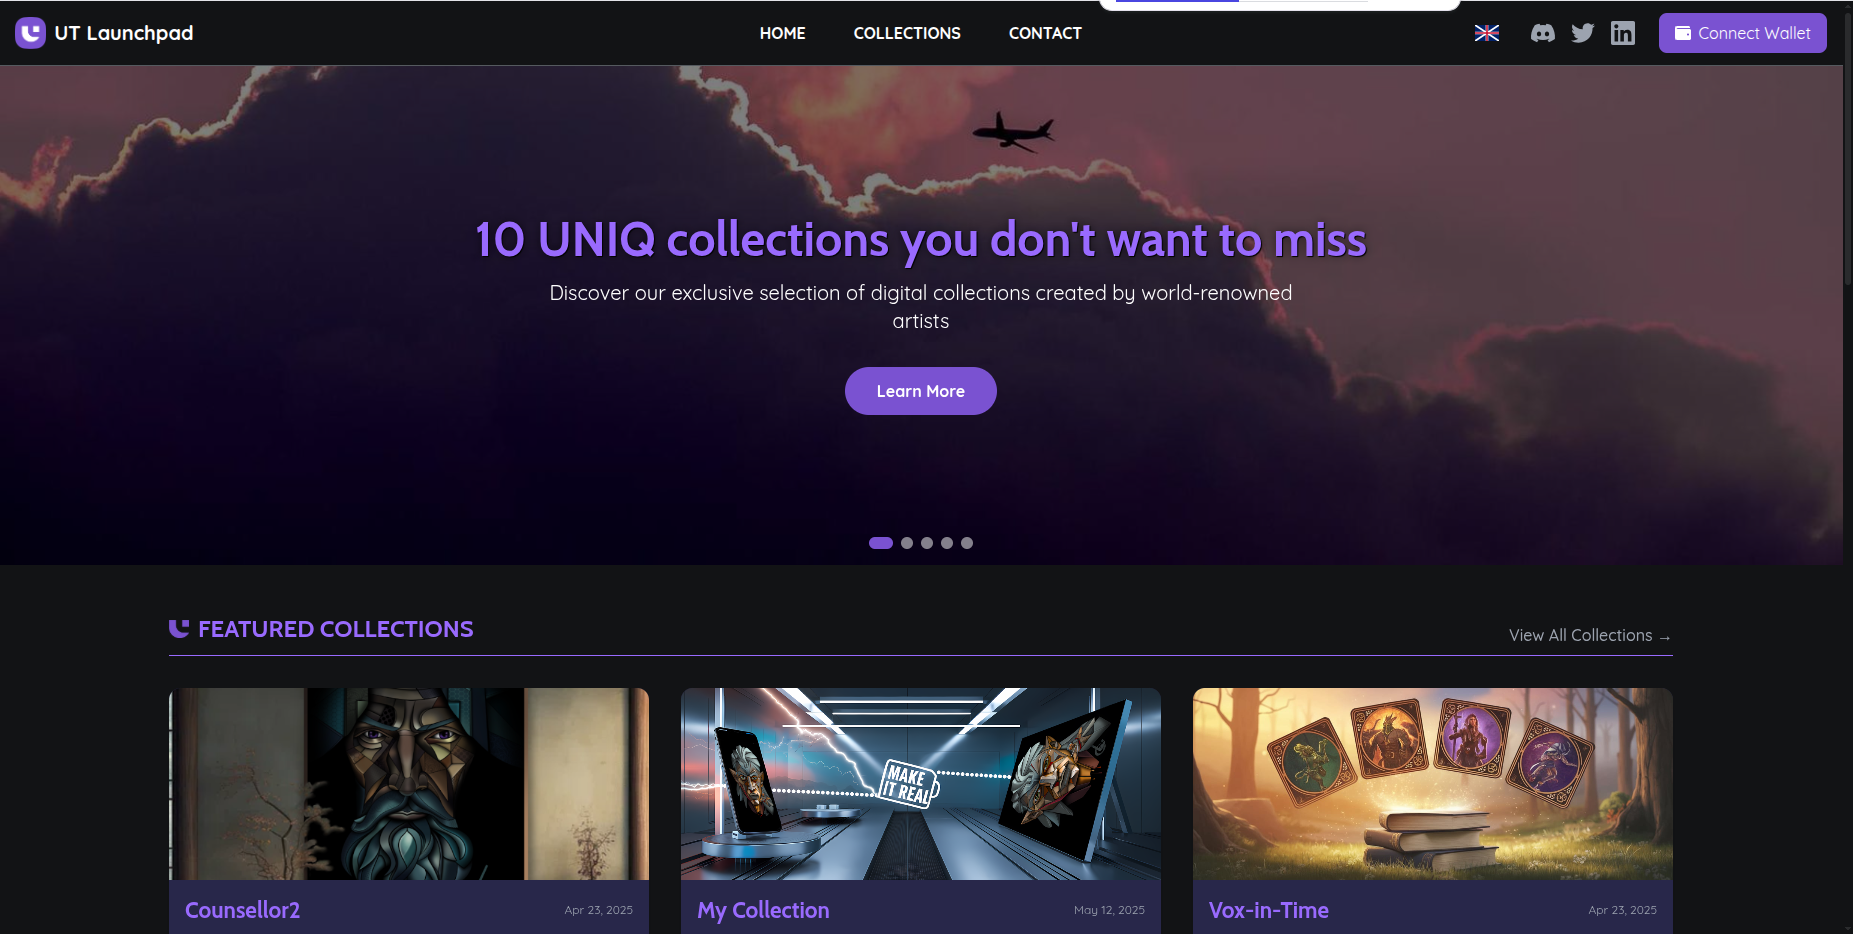 UT Launchpad
HOME
COLLECTIONS
CONTACT
Connect Wallet
10 UNIQ collections you don't want to miss
Discover our exclusive selection of digital collections created by world-renowned
artists
Learn More
FEATURED COLLECTIONS
View All Collections →
MAKE
IT REAL
Counsellor2
Apr 23, 2025
My Collection
May 12, 2025
Vox-in-Time
Apr 23, 2025